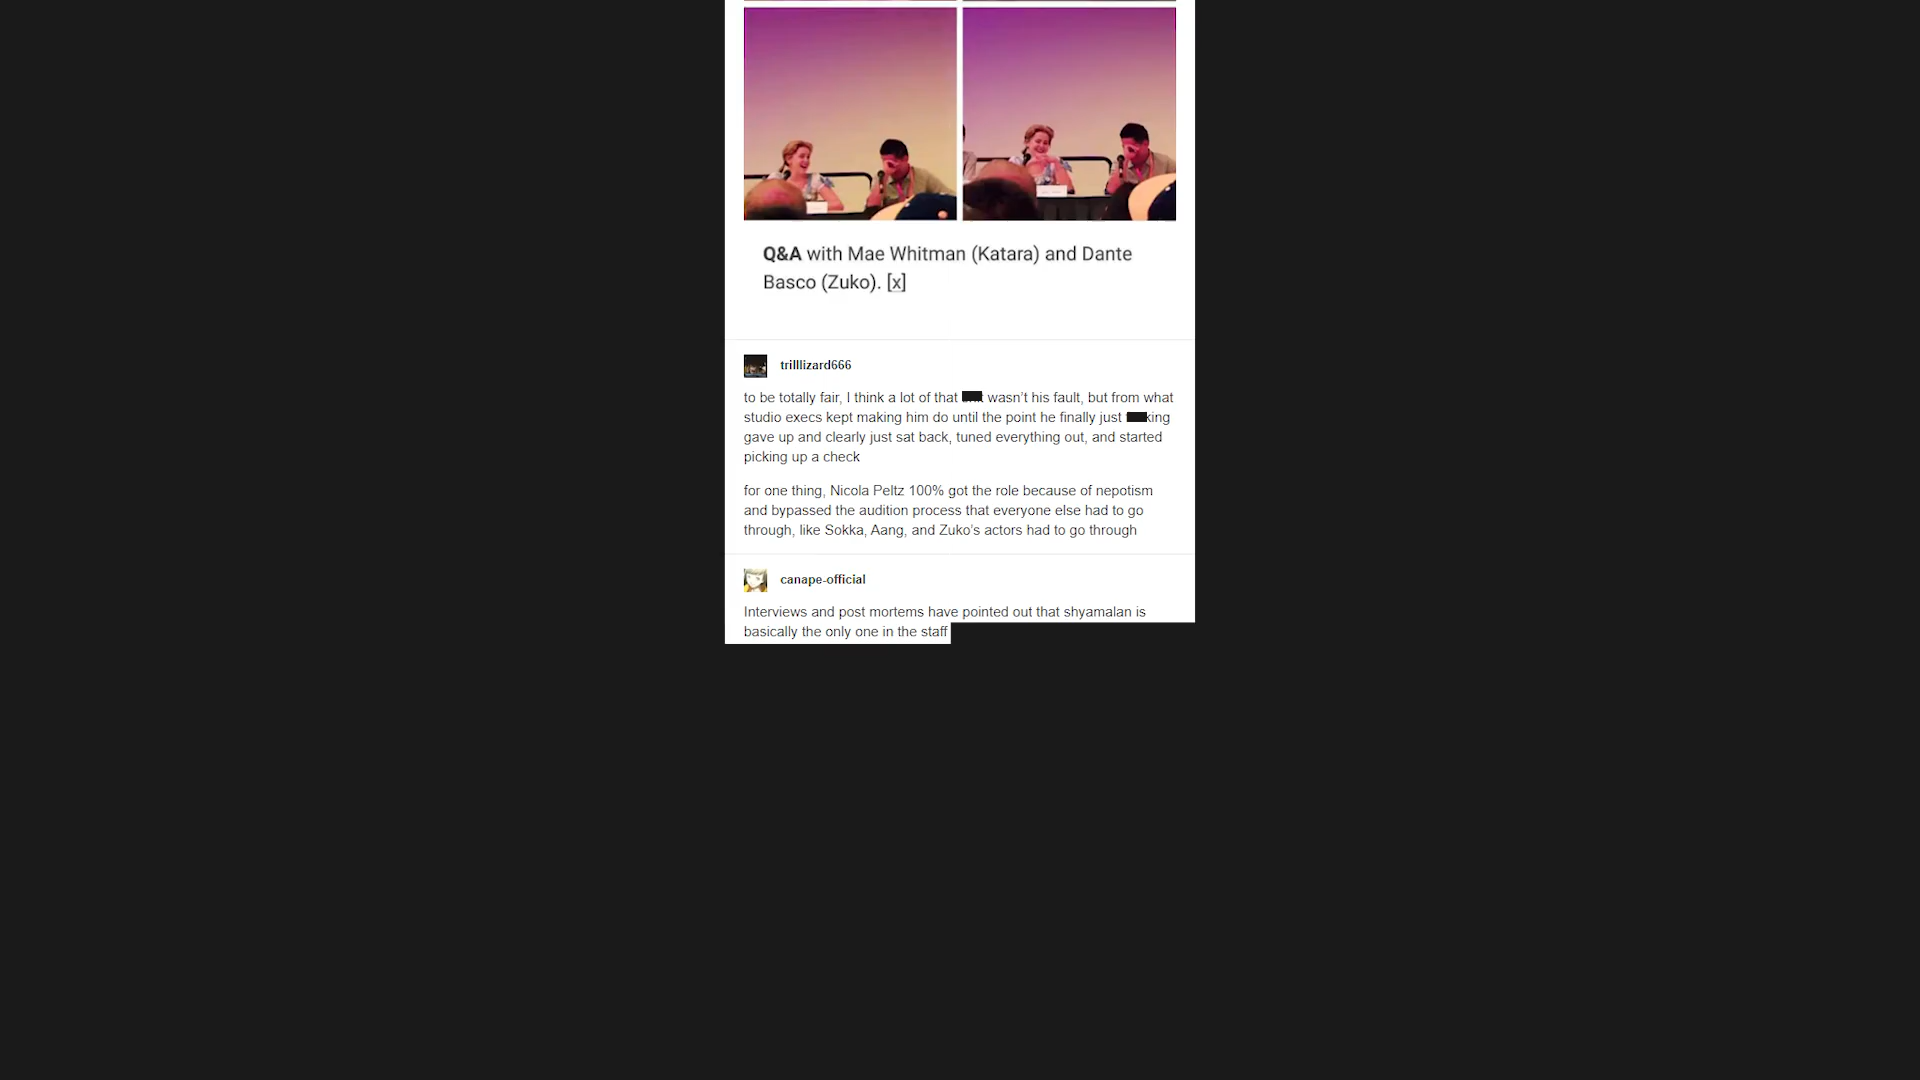 Q&A with Mae Whitman (Katara) and Dante
Basco (Zuko). [x]
trilllizard666
to be totally fair, I think a lot of that wasn't his fault, but from what
studio execs kept making him do until the point he finally just king
gave up and clearly just sat back, tuned everything out, and started
picking up a check
for one thing, Nicola Peltz 100% got the role because of nepotism
and bypassed the audition process that everyone else had to go
through, like Sokka, Aang, and Zuko's actors had to go through
canape-official
Interviews and post mortems have pointed out that shyamalan is
basically the only one in the staff